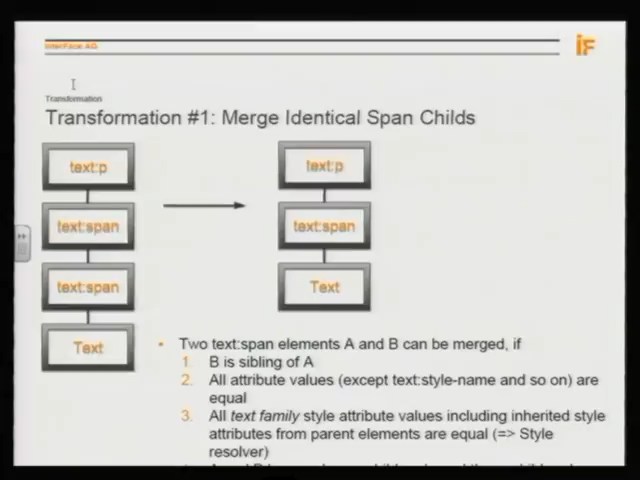 InterFace AG
iF
Transformation
Transformation #1: Merge Identical Span Childs
text:p
text:p
text:span
text:span
text:span
Text
Text
• Two text:span elements A and B can be merged, if
1. B is sibling of A
2. All attribute values (except text:style-name and so on) are
equal
3. All text family style attribute values including inherited style
attributes from parent elements are equal (=> Style
resolver)